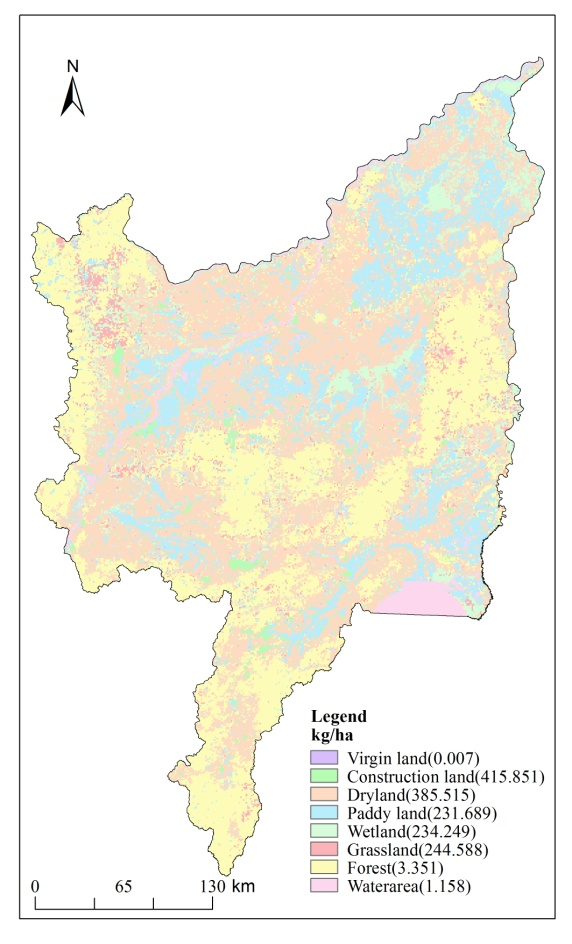 N
Legend
kg/ha
Virgin land(0.007)
Construction land(415.851)
Dryland(385.515)
Paddy land(231.689)
Wetland(234.249)
Grassland(244.588)
Forest(3.351)
Waterarea(1.158)
0 65 130 km